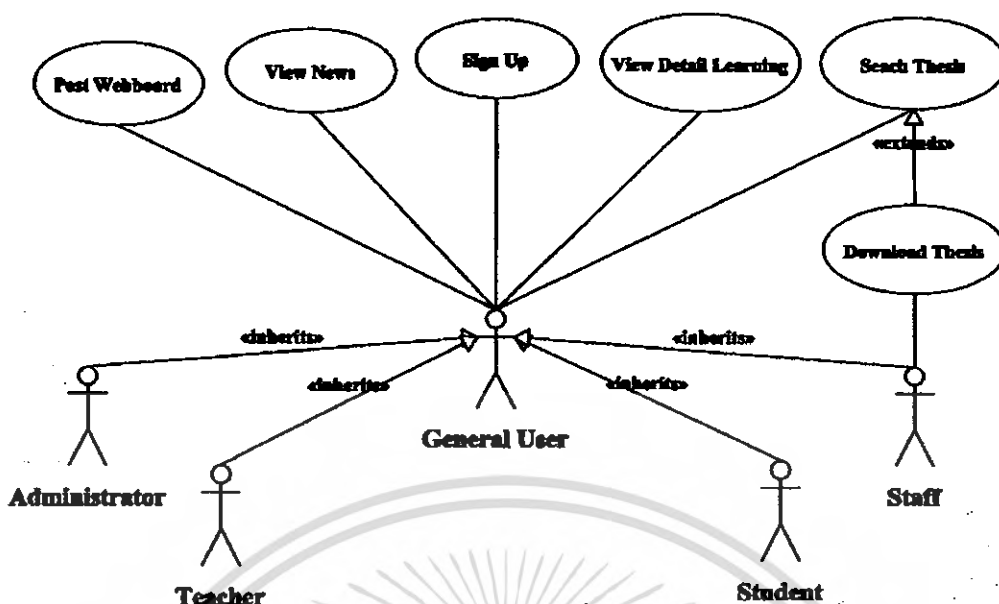 Post Webboard
View News
Sign Up
View Detail Learning
Seach Thesis
«extends»
Download Thesis
«inherits»
«inherits»
«inherits»
«inherits»
General User
Administrator
Staff
Teacher
Student